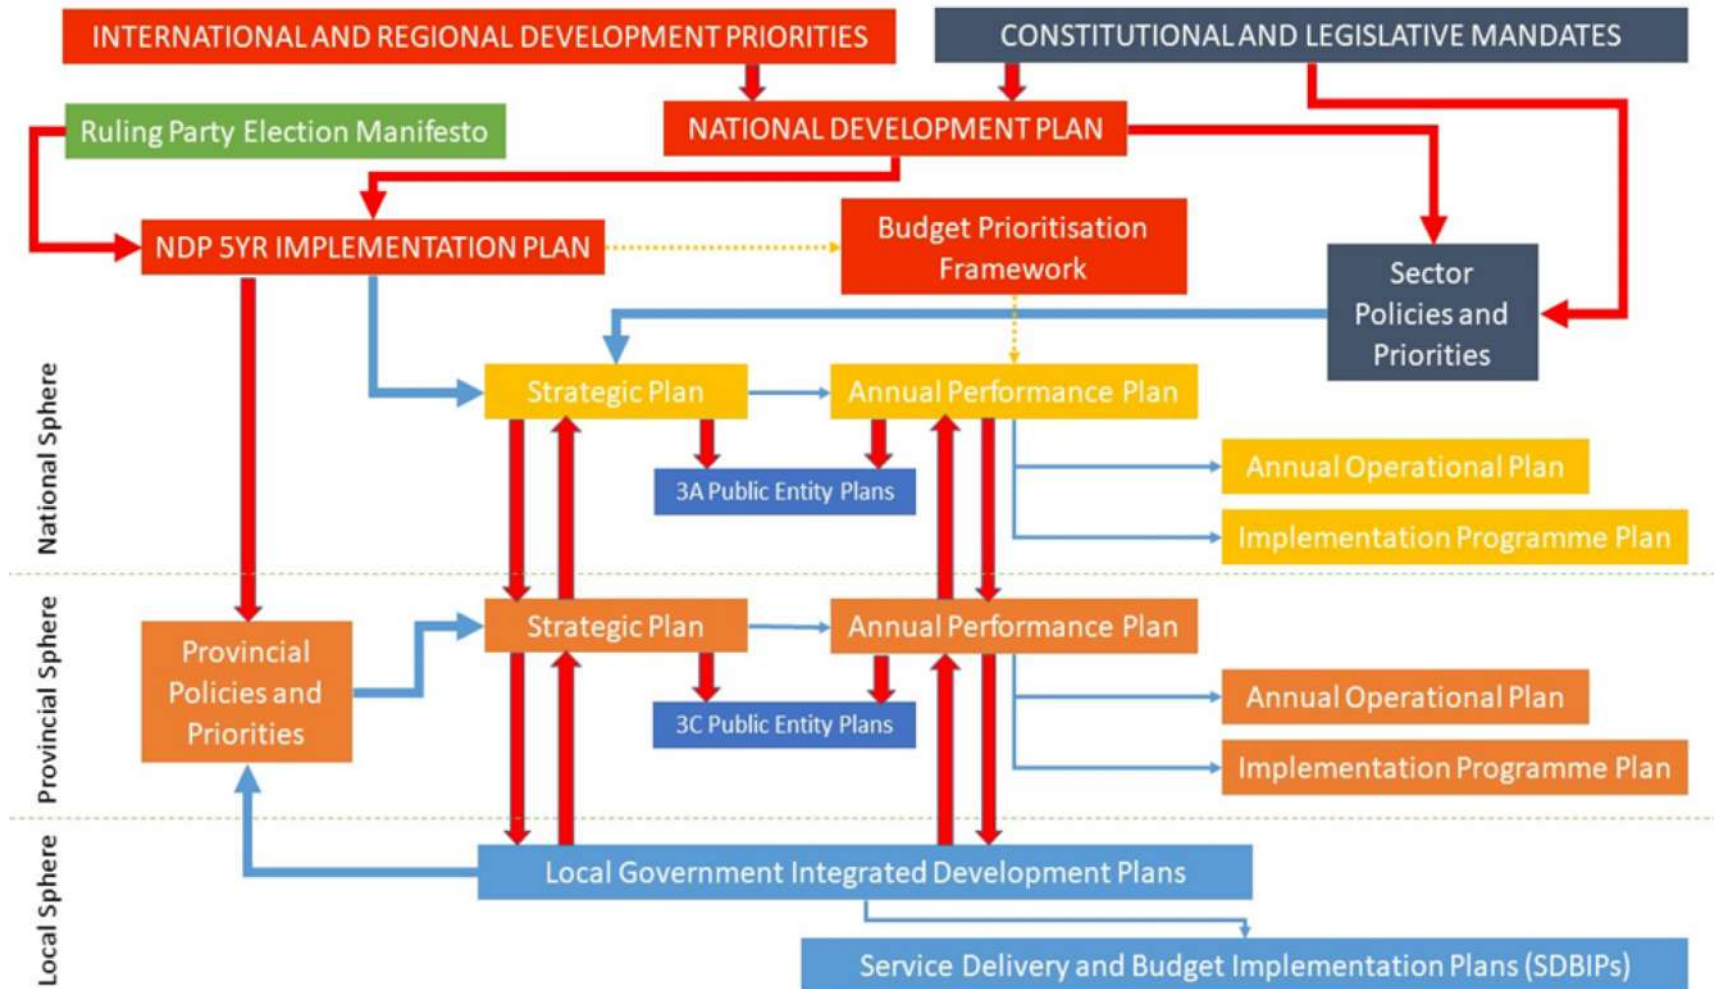 INTERNATIONAL AND REGIONAL DEVELOPMENT PRIORITIES
CONSTITUTIONAL AND LEGISLATIVE MANDATES
Ruling Party Election Manifesto
NATIONAL DEVELOPMENT PLAN
NDP 5YR IMPLEMENTATION PLAN
Budget Prioritisation
Framework
Sector
Policies and
Priorities
National Sphere
Strategic Plan
Annual Performance Plan
3A Public Entity Plans
Annual Operational Plan
Implementation Programme Plan
Provincial Sphere
Provincial
Policies and
Priorities
Strategic Plan
Annual Performance Plan
3C Public Entity Plans
Annual Operational Plan
Implementation Programme Plan
Local Sphere
Local Government Integrated Development Plans
Service Delivery and Budget Implementation Plans (SDBIPs)